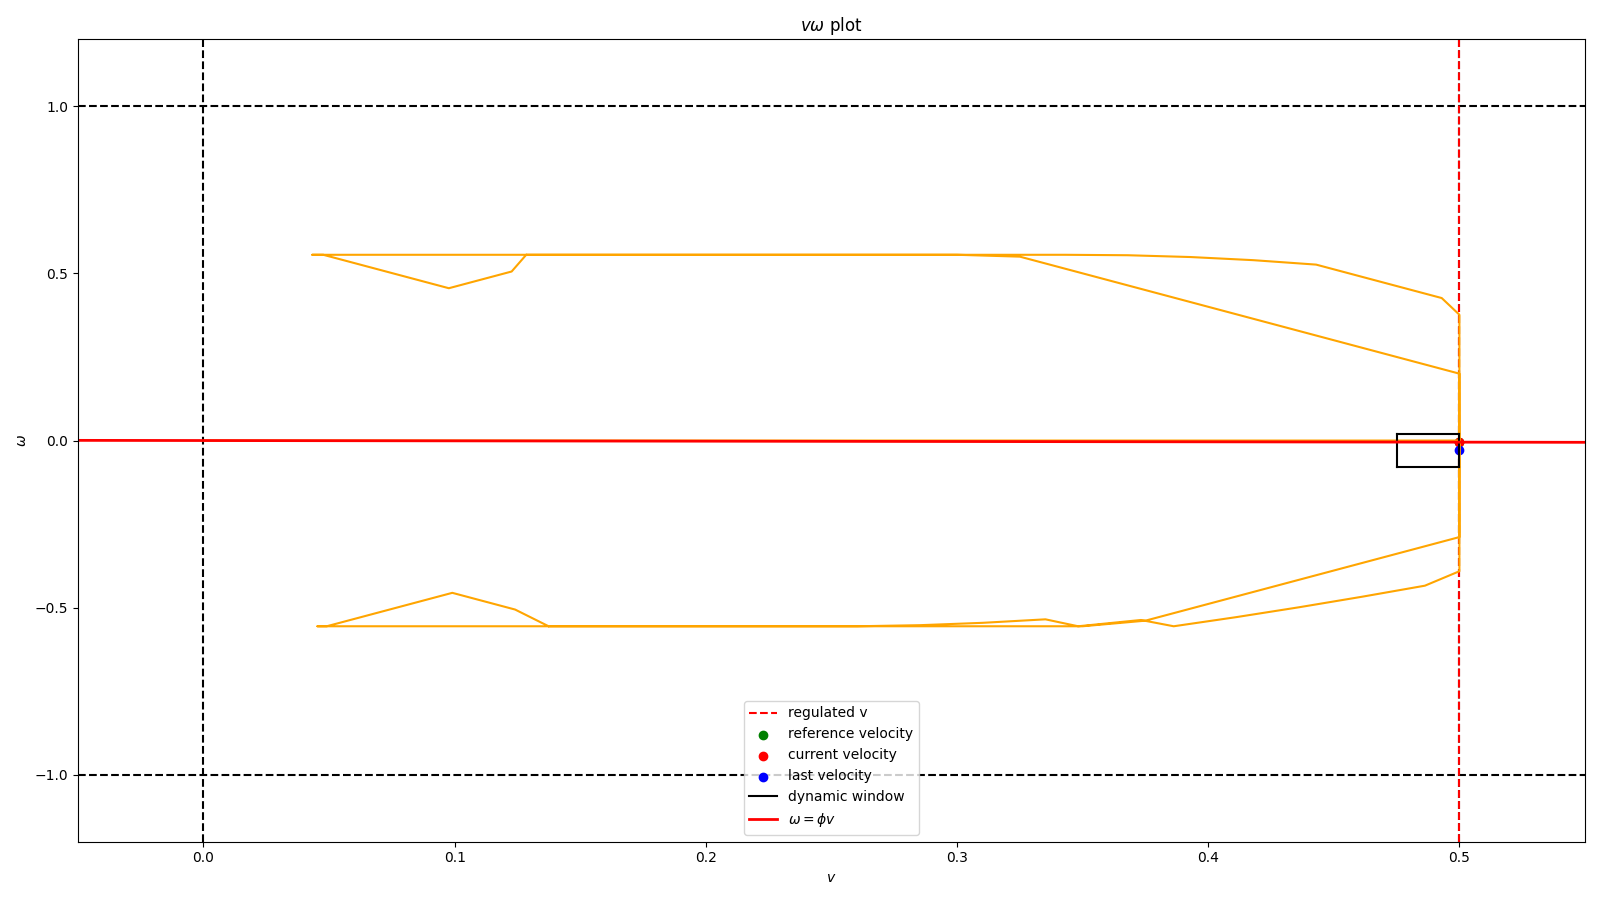 vω plot
1.0
0.5
0.0
−0.5
−1.0
ω
0.0
0.1
0.2
0.3
0.4
0.5
v
regulated v
reference velocity
current velocity
last velocity
dynamic window
ω = ϕv